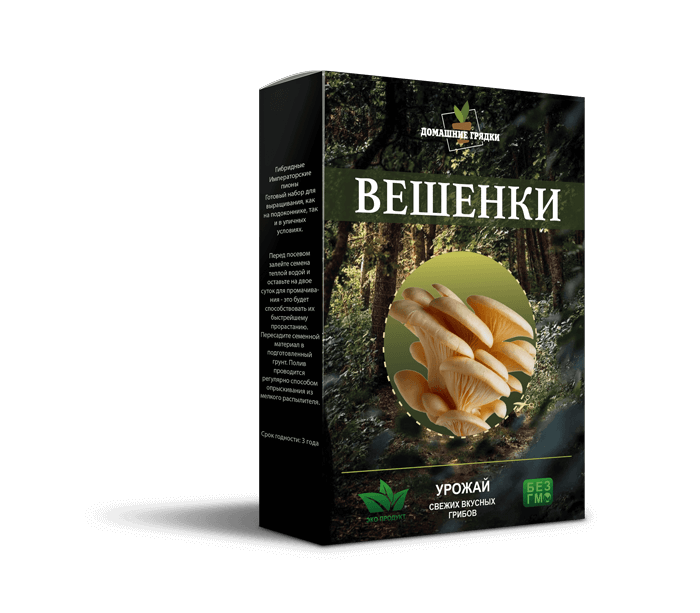 Гибридные
Императорские
пионы
Готовый набор для
выращивания, как
на подоконнике, так
и в уличных
условиях.
Перед посевом
залейте семена
теплой водой и
оставьте на двое
суток для промачива-
ния - это будет
способствовать их
быстрейшему
прорастанию.
Пересадите семенной
материал в
подготовленный
грунт. Полив
проводится
регулярно способом
опрыскивания из
мелкого распылителя.
Срок годности: 3 года
ДОМАШНИЕ ГРЯДКИ
ВЕШЕНКИ
ЭКО ПРОДУКТ
УРОЖАЙ
СВЕЖИХ ВКУСНЫХ
ГРИБОВ
БЕЗ
ГМО